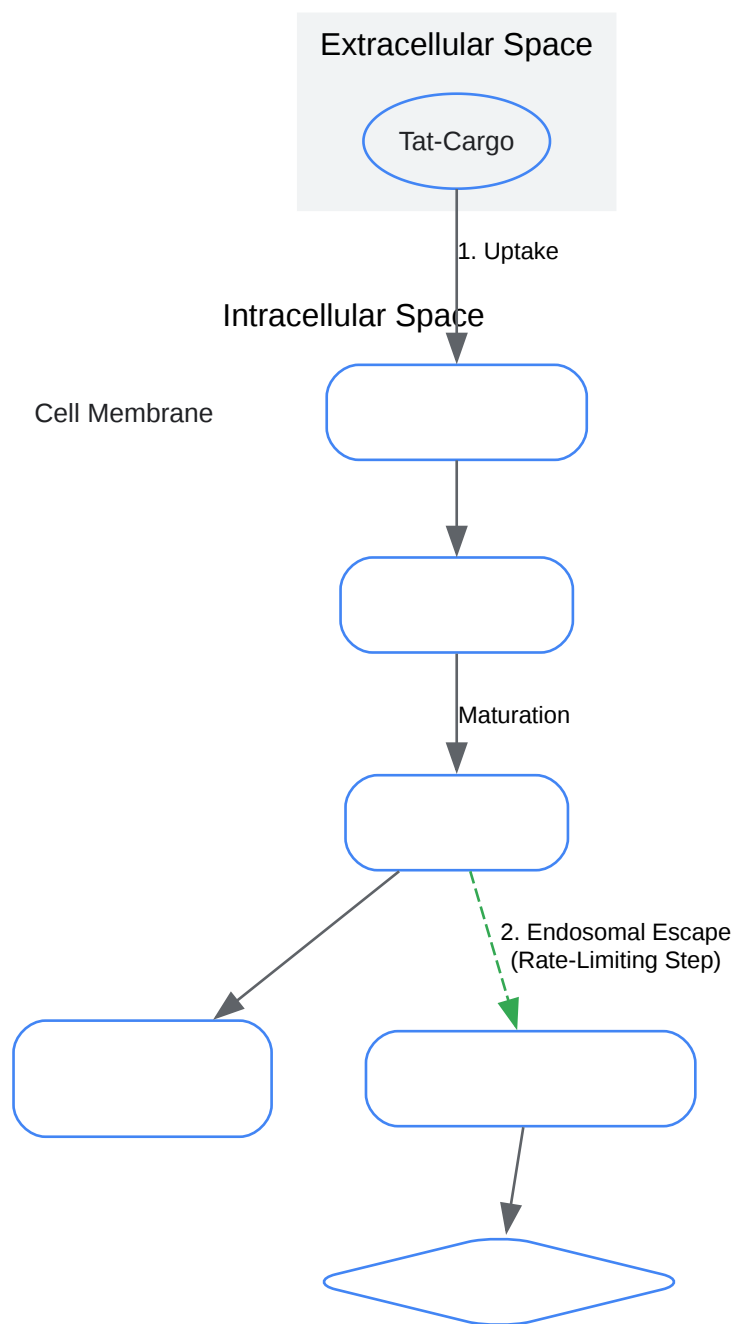 Extracellular Space
Tat-Cargo
1. Uptake
Intracellular Space
Cell Membrane
Maturation
2. Endosomal Escape
(Rate-Limiting Step)